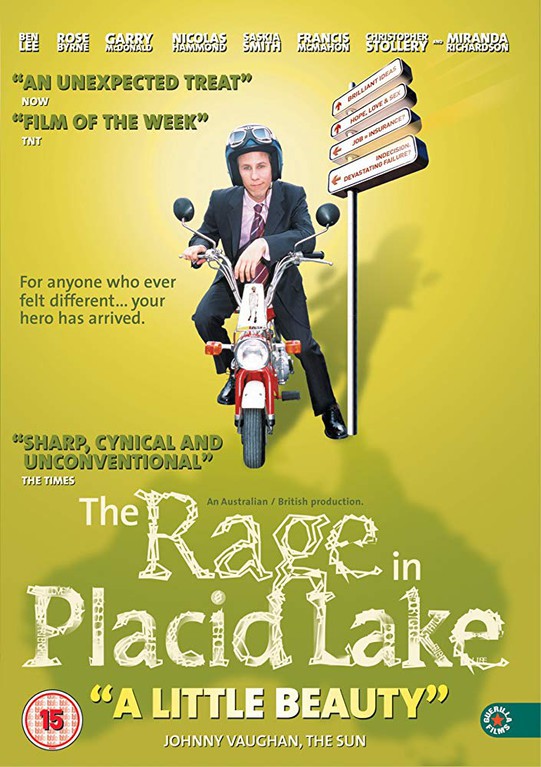 BEN LEE ROSE BYRNE GARRY McDONALD NICOLAS HAMMOND SASKIA SMITH FRANCIS McMAHON CHRISTOPHER STOLLERY AND MIRANDA RICHARDSON
"AN UNEXPECTED TREAT"
NOW
"FILM OF THE WEEK"
TNT
BRILLIANT IDEAS
HOPE, LOVE & SEX
JOB = INSURANCE?
INDECISION,
DEVASTATING FAILURE?
For anyone who ever
felt different... your
hero has arrived.
"SHARP, CYNICAL AND
UNCONVENTIONAL"
THE TIMES
An Australian / British production.
The Rage in
Placid Lake
"A LITTLE BEAUTY"
JOHNNY VAUGHAN, THE SUN
15
GUERILLA
FILMS